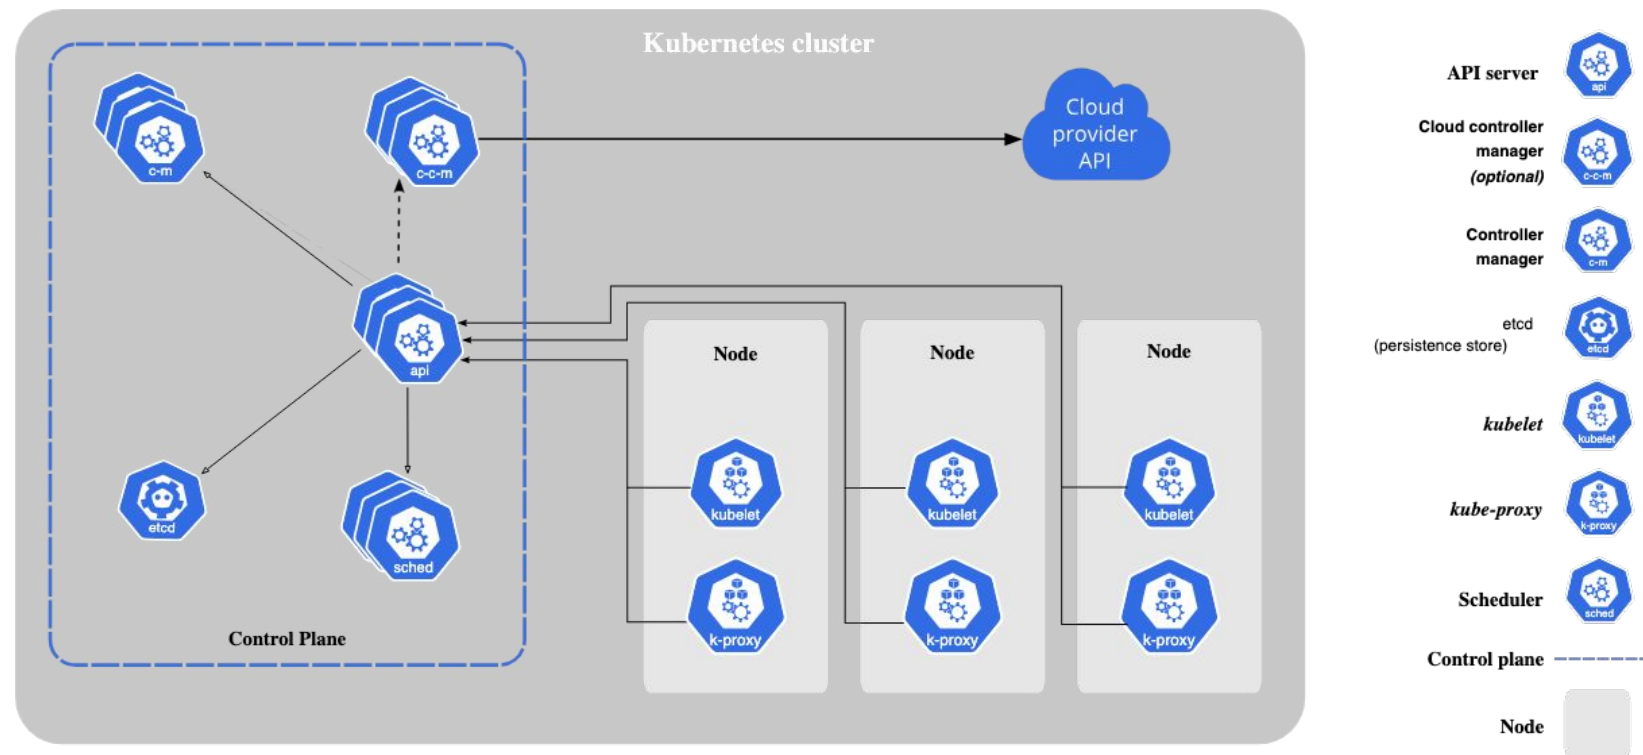 Kubernetes cluster
c-m
c-c-m
Cloud
provider
API
api
etcd
sched
Control Plane
Node
kubelet
k-proxy
Node
kubelet
k-proxy
Node
kubelet
k-proxy
API server
api
Cloud controller
manager
(optional)
c-c-m
Controller
manager
c-m
etcd
(persistence store)
etcd
kubelet
kubelet
kube-proxy
k-proxy
Scheduler
sched
Control plane
Node